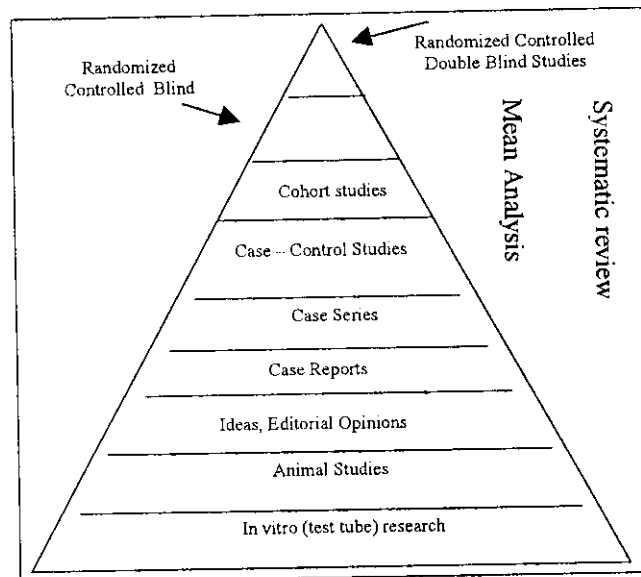 Randomized Controlled
Double Blind Studies
Randomized
Controlled Blind
Mean Analysis
Systematic review
Cohort studies
Case – Control Studies
Case Series
Case Reports
Ideas, Editorial Opinions
Animal Studies
In vitro (test tube) research